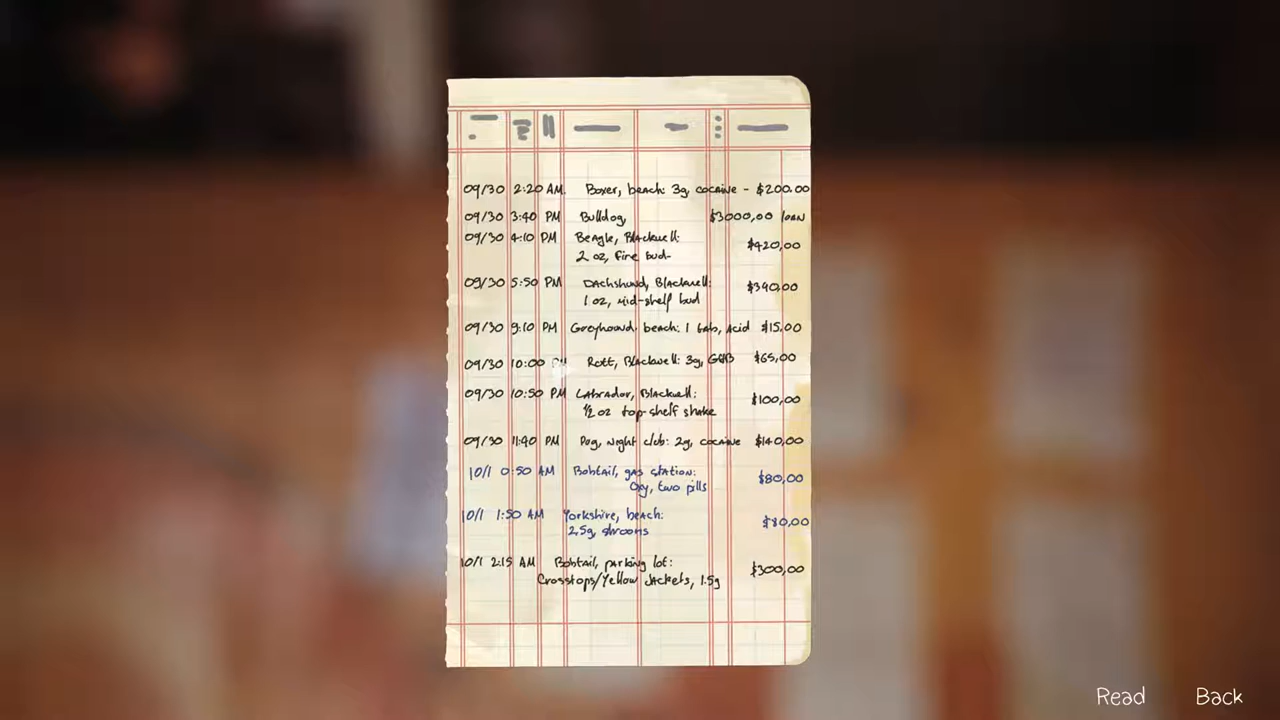 09/30 2:20 AM. Boxer, beach: 3g, cocaine - $200.00
09/30 3:40 PM Bulldog, $3000,00 loan
09/30 4:10 PM Beagle, Blackwell: $420,00
2 oz, fire bud-
09/30 5:50 PM Dachshund, Blackwell: $340,00
1 oz, mid-shelf bud
09/30 9:10 PM Greyhound, beach: 1 tab, acid $15.00
09/30 10:00 PM Rott, Blackwell: 3g, GHB $65,00
09/30 10:50 PM Labrador, Blackwell: $100,00
1/2 oz top-shelf shake
09/30 11:40 PM Pog, night club: 2g, cocaine $140,00
10/1 0:50 AM Bobtail, gas station: $80,00
Oxy, two pills
10/1 1:50 AM Yorkshire, beach: $80,00
2,5g, shrooms
10/1 2:15 AM Bobtail, parking lot: $300,00
Crosstops/Yellow Jackets, 1.5g
Read Back